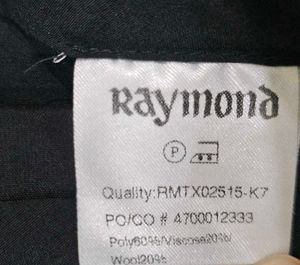 Raymond
P
Quality:RMTX02515-K7
PO/CO # 4700012333
Poly60%/Viscose20%/
Wool20%